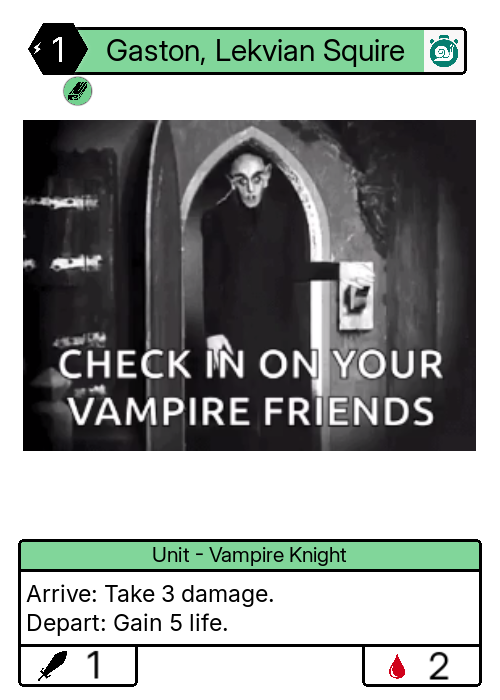 1 Gaston, Lekvian Squire
CHECK IN ON YOUR
VAMPIRE FRIENDS
Unit - Vampire Knight
Arrive: Take 3 damage.
Depart: Gain 5 life.
1 2